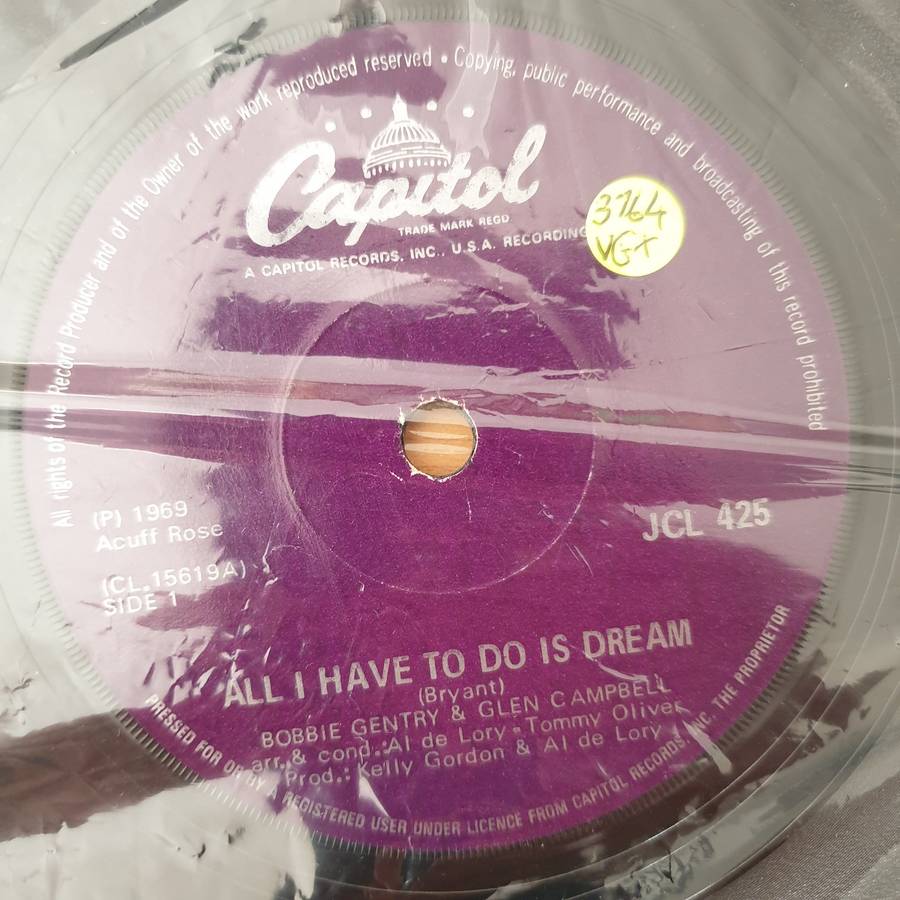 All rights of the Record Producer and of the Owner of the work reproduced reserved • Copying, public performance and broadcasting of this record prohibited
Capitol
TRADE MARK REGD
A CAPITOL RECORDS, INC., U.S.A. RECORDING
3764
VG+
(P) 1969
Acuff Rose
JCL 425
(CL.15619A)
SIDE 1
ALL I HAVE TO DO IS DREAM
(Bryant)
BOBBIE GENTRY & GLEN CAMPBELL
arr. & cond.: Al de Lory - Tommy Oliver
Prod.: Kelly Gordon & Al de Lory
PRESSED FOR OR BY A REGISTERED USER UNDER LICENCE FROM CAPITOL RECORDS, INC. THE PROPRIETOR